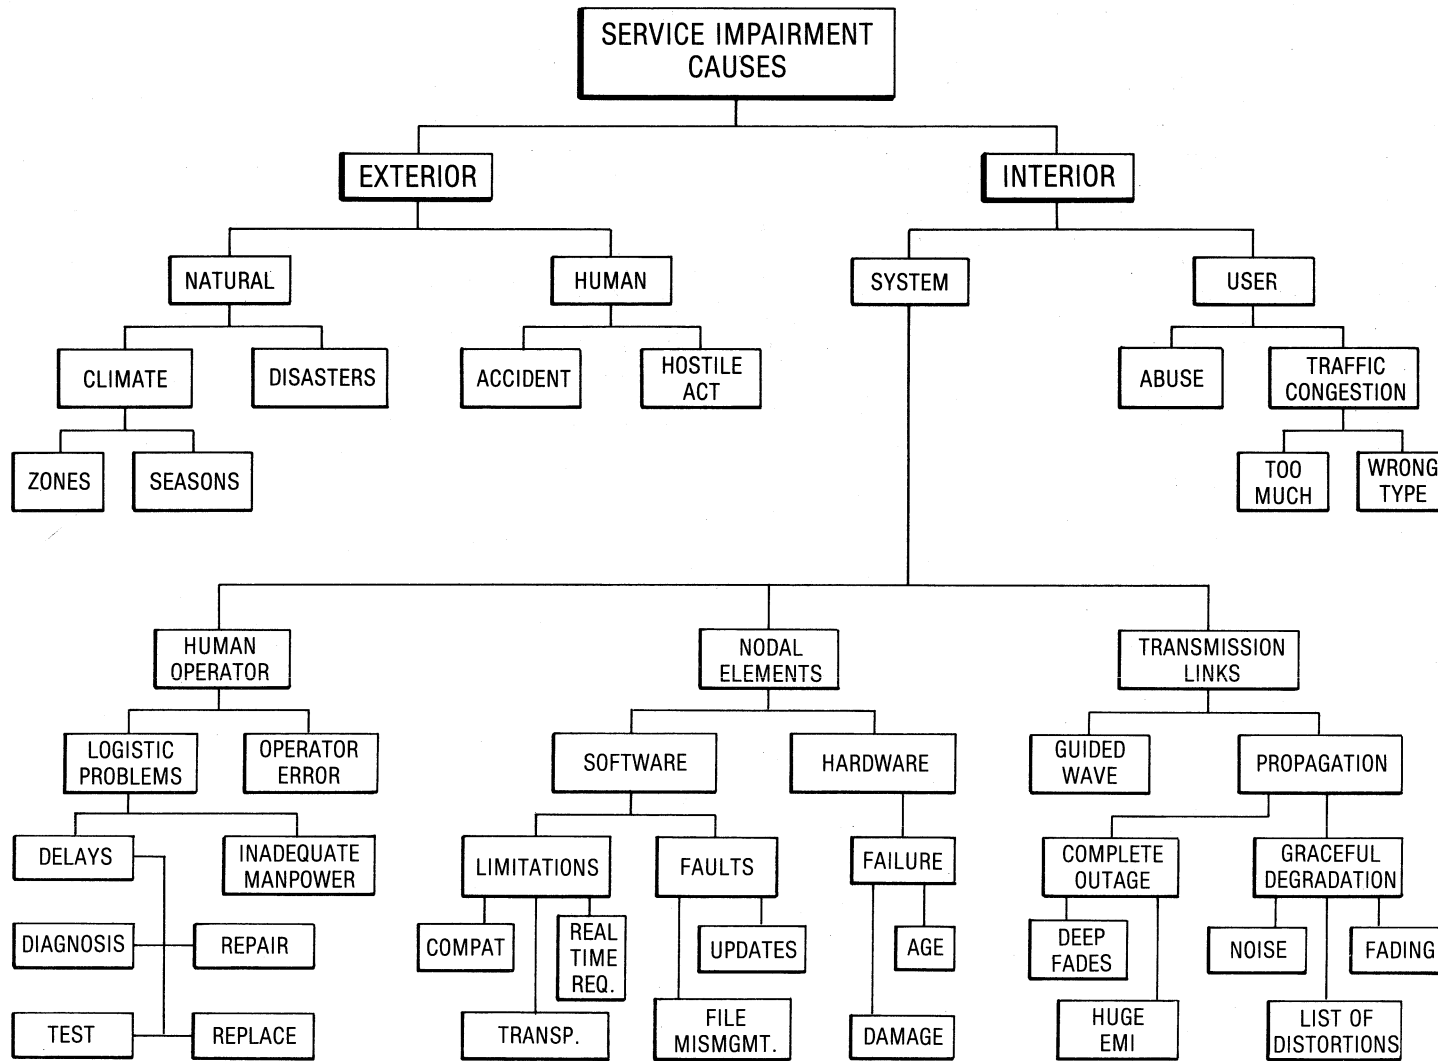 SERVICE IMPAIRMENT
CAUSES
EXTERIOR
INTERIOR
NATURAL
HUMAN
SYSTEM
USER
CLIMATE
DISASTERS
ACCIDENT
HOSTILE
ACT
ABUSE
TRAFFIC
CONGESTION
ZONES
SEASONS
TOO
MUCH
WRONG
TYPE
HUMAN
OPERATOR
NODAL
ELEMENTS
TRANSMISSION
LINKS
LOGISTIC
PROBLEMS
OPERATOR
ERROR
SOFTWARE
HARDWARE
GUIDED
WAVE
PROPAGATION
DELAYS
INADEQUATE
MANPOWER
LIMITATIONS
FAULTS
FAILURE
COMPLETE
OUTAGE
GRACEFUL
DEGRADATION
DIAGNOSIS
REPAIR
COMPAT
REAL
TIME
REQ.
UPDATES
AGE
DEEP
FADES
NOISE
FADING
TEST
REPLACE
TRANSP.
FILE
MISMGMT.
DAMAGE
HUGE
EMI
LIST OF
DISTORTIONS